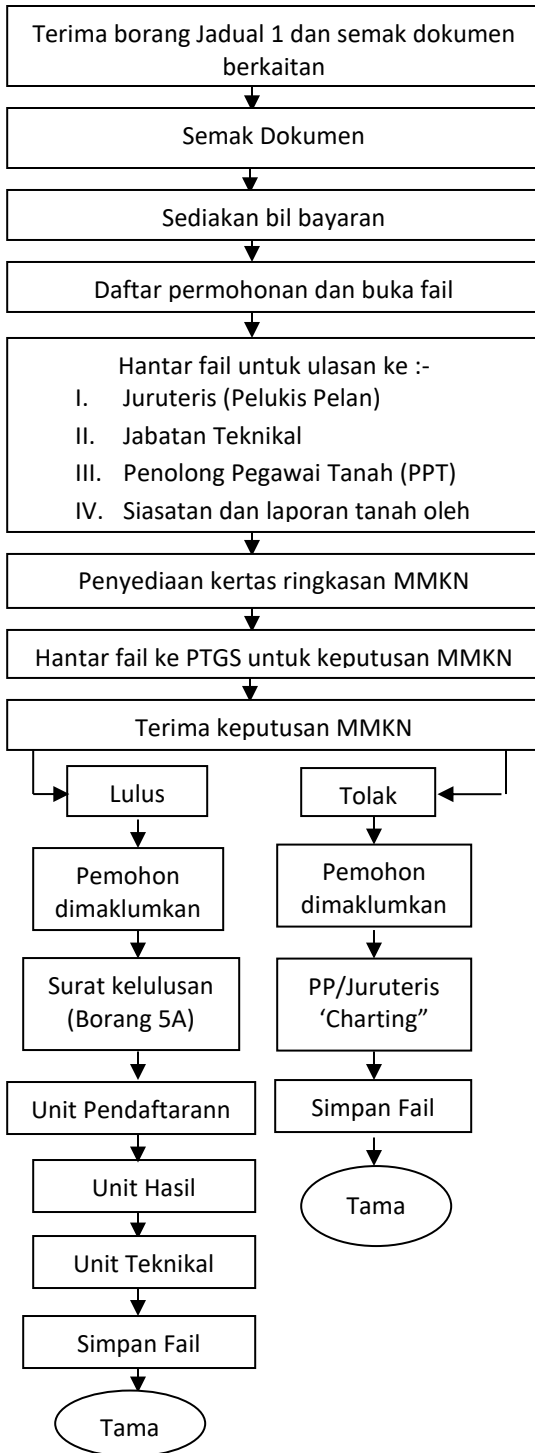 Terima borang Jadual 1 dan semak dokumen
berkaitan
Semak Dokumen
Sediakan bil bayaran
Daftar permohonan dan buka fail
Hantar fail untuk ulasan ke :-
I. Juruteris (Pelukis Pelan)
II. Jabatan Teknikal
III. Penolong Pegawai Tanah (PPT)
IV. Siasatan dan laporan tanah oleh
Penyediaan kertas ringkasan MMKN
Hantar fail ke PTGS untuk keputusan MMKN
Terima keputusan MMKN
Lulus
Pemohon
dimaklumkan
Surat kelulusan
(Borang 5A)
Unit Pendaftarann
Unit Hasil
Unit Teknikal
Simpan Fail
Tama
Tolak
Pemohon
dimaklumkan
PP/Juruteris
‘Charting”
Simpan Fail
Tama